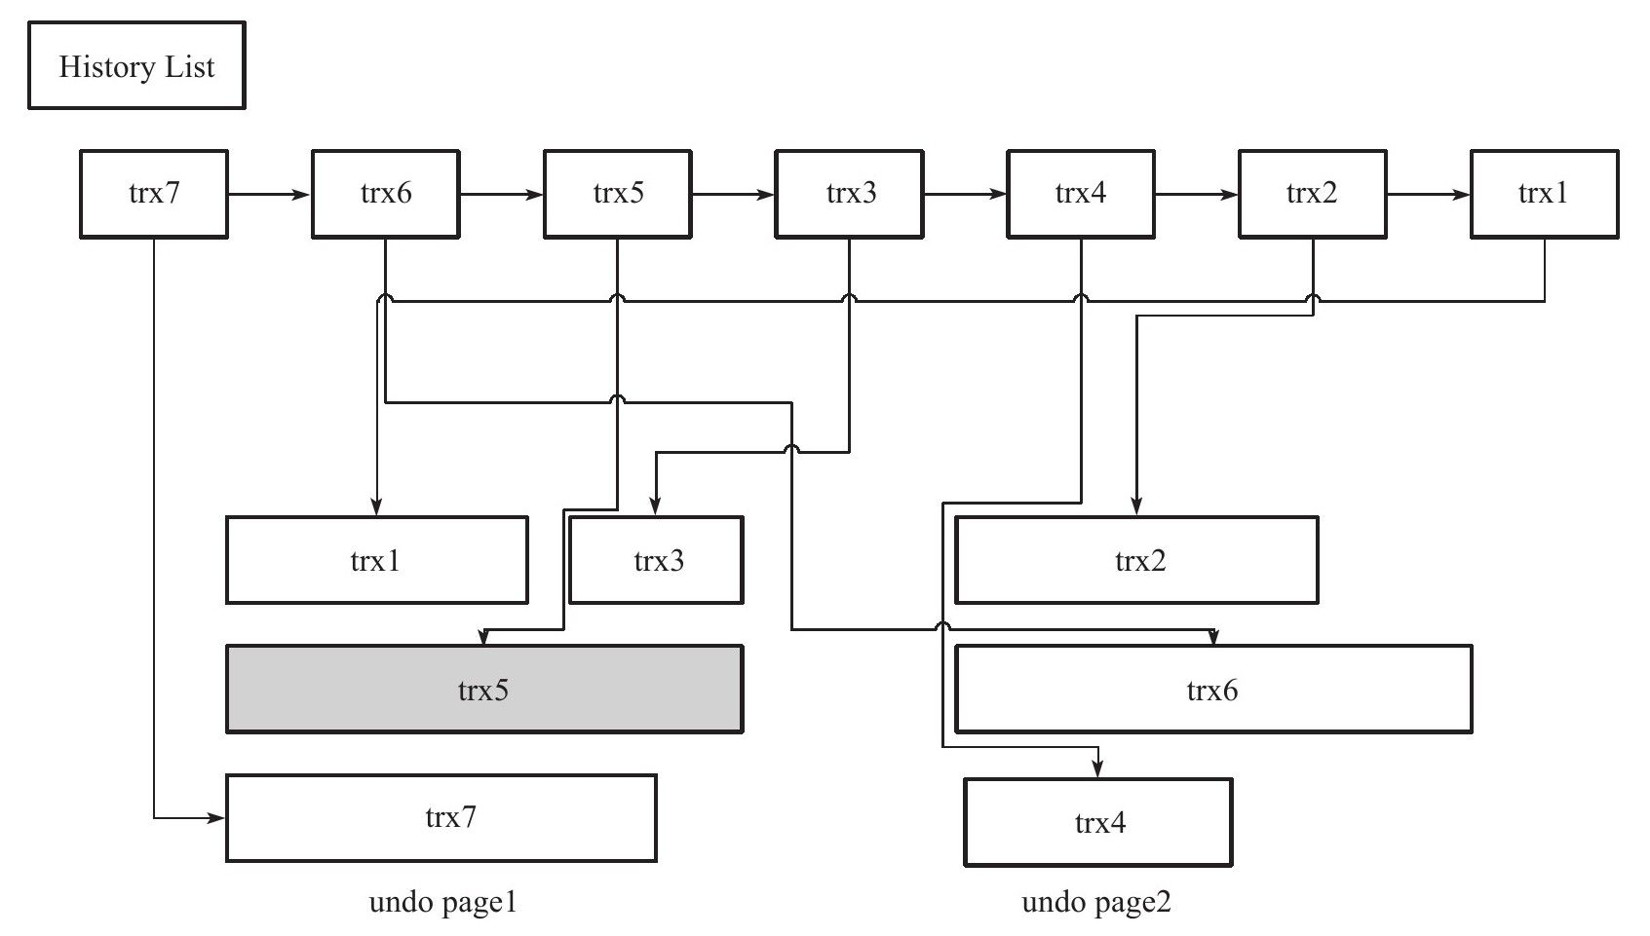 History List
trx7 trx6 trx5 trx3 trx4 trx2 trx1
trx1 trx3 trx2
trx5 trx6
trx7 trx4
undo page1 undo page2